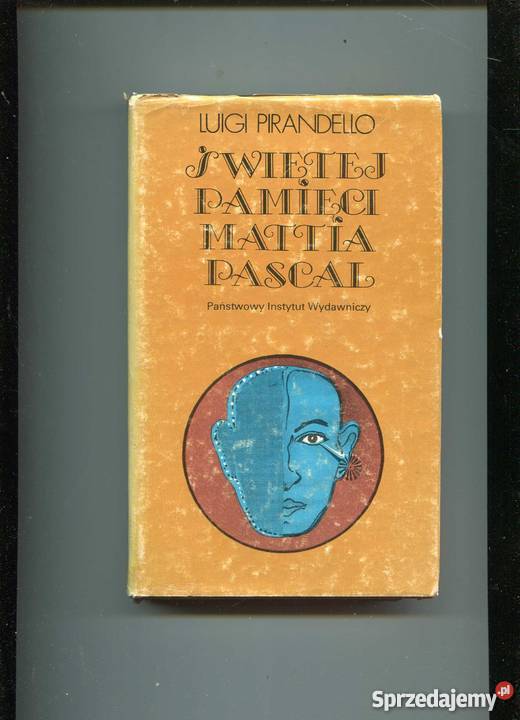 LUIGI PIRANDELLO
ŚWIĘTEJ
PAMIĘCI
MATTIA
PASCAL
Państwowy Instytut Wydawniczy
Sprzedajemy.pl